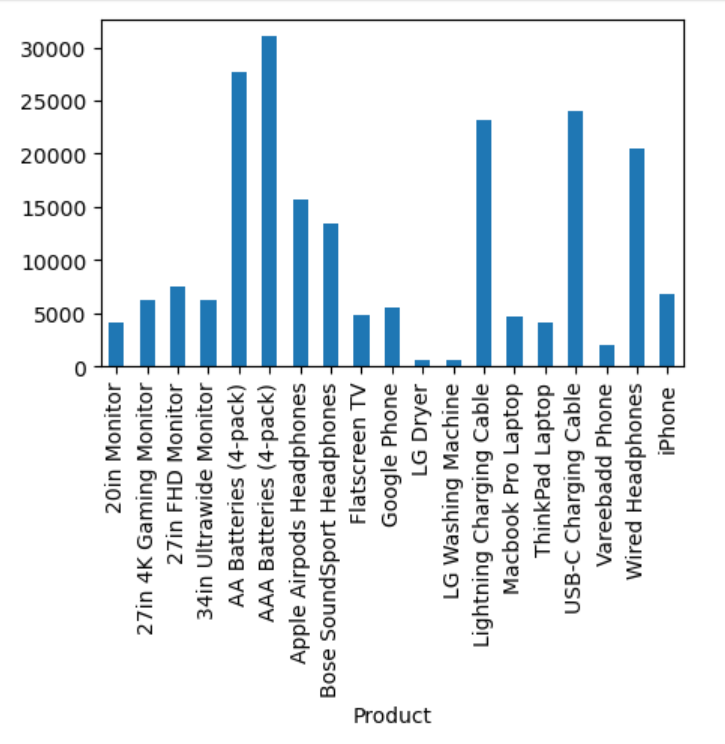 30000
25000
20000
15000
10000
5000
0
20in Monitor
27in 4K Gaming Monitor
27in FHD Monitor
34in Ultrawide Monitor
AA Batteries (4-pack)
AAA Batteries (4-pack)
Apple Airpods Headphones
Bose SoundSport Headphones
Flatscreen TV
Google Phone
LG Dryer
LG Washing Machine
Lightning Charging Cable
Macbook Pro Laptop
ThinkPad Laptop
USB-C Charging Cable
Vareebadd Phone
Wired Headphones
iPhone
Product